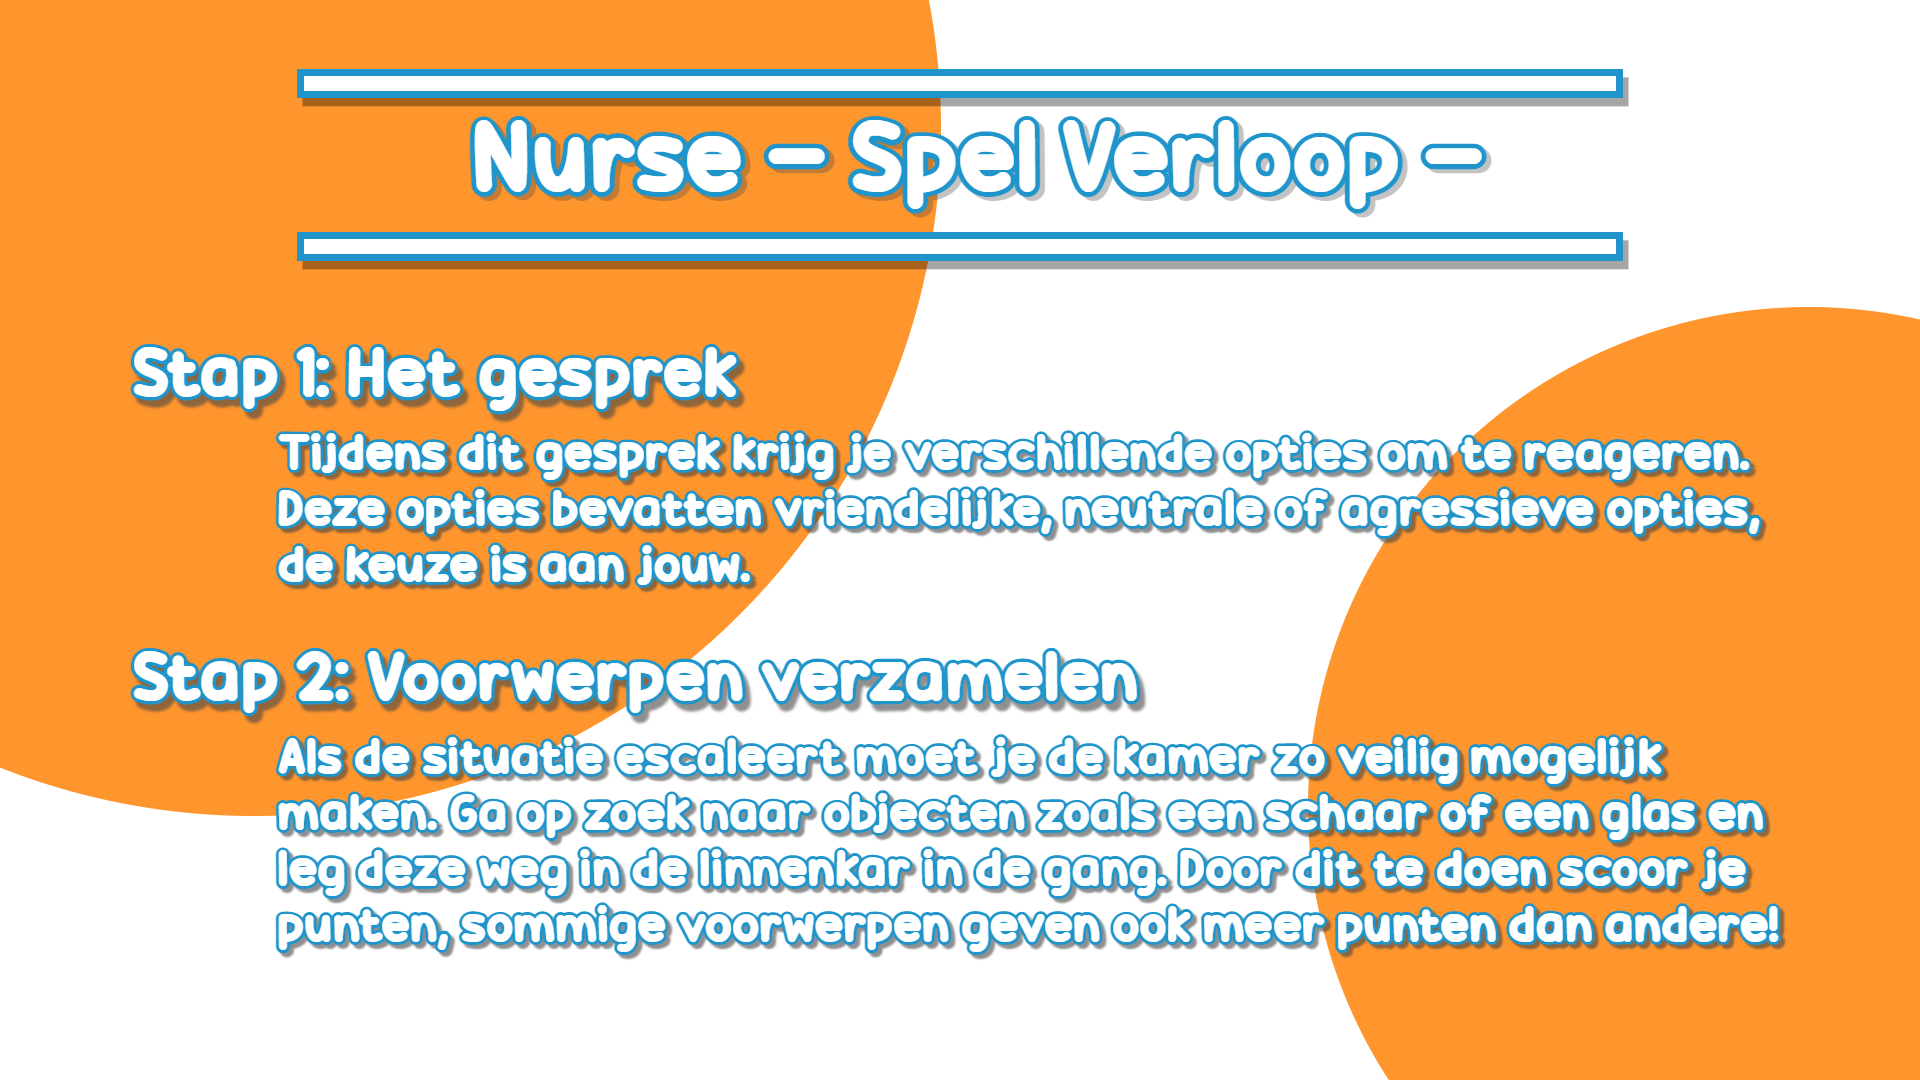 Nurse - Spel Verloop -
Stap 1: Het gesprek
Tijdens dit gesprek krijg je verschillende opties om te reageren.
Deze opties bevatten vriendelijke, neutrale of agressieve opties,
de keuze is aan jouw.
Stap 2: Voorwerpen verzamelen
Als de situatie escaleert moet je de kamer zo veilig mogelijk
maken. Ga op zoek naar objecten zoals een schaar of een glas en
leg deze weg in de linnenkar in de gang. Door dit te doen scoor je
punten, sommige voorwerpen geven ook meer punten dan andere!